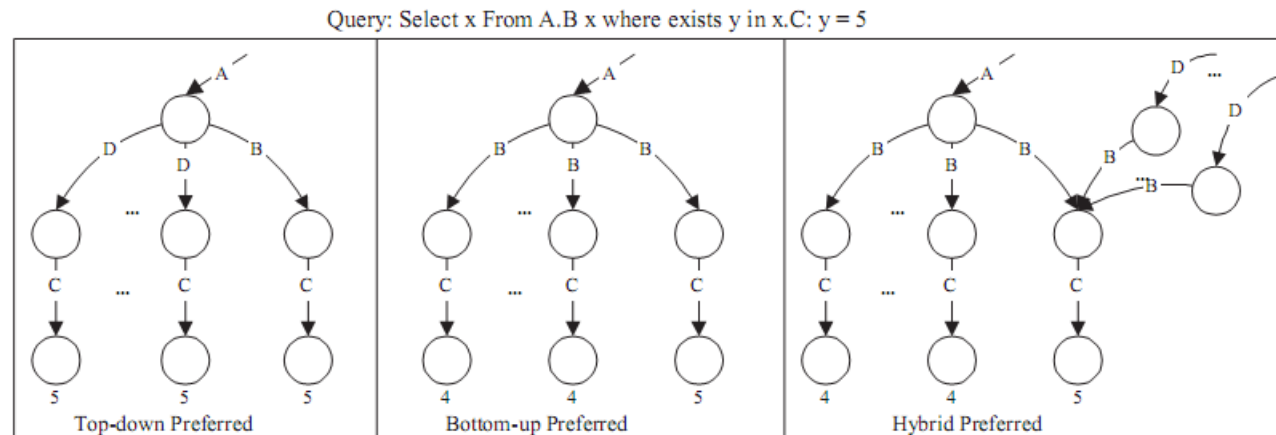 Query: Select x From A.B x where exists y in x.C: y = 5
A
D
D
B
...
C
...
C
C
5
5
5
Top-down Preferred
A
B
B
B
...
C
...
C
C
4
4
5
Bottom-up Preferred
A
D
...
D
B
B
B
B
...
B
...
C
...
C
C
4
4
5
Hybrid Preferred